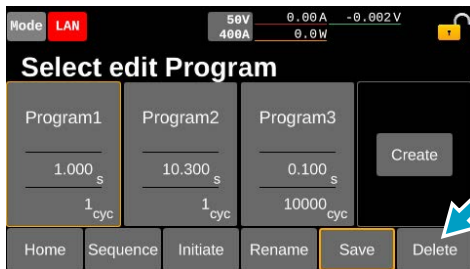 Mode LAN 50V 0.00A -0.002V
400A 0.0W
Select edit Program
Program1 Program2 Program3
Create
1.000 s 10.300 s 0.100 s
1 cyc 1 cyc 10000 cyc
Home Sequence Initiate Rename Save Delete